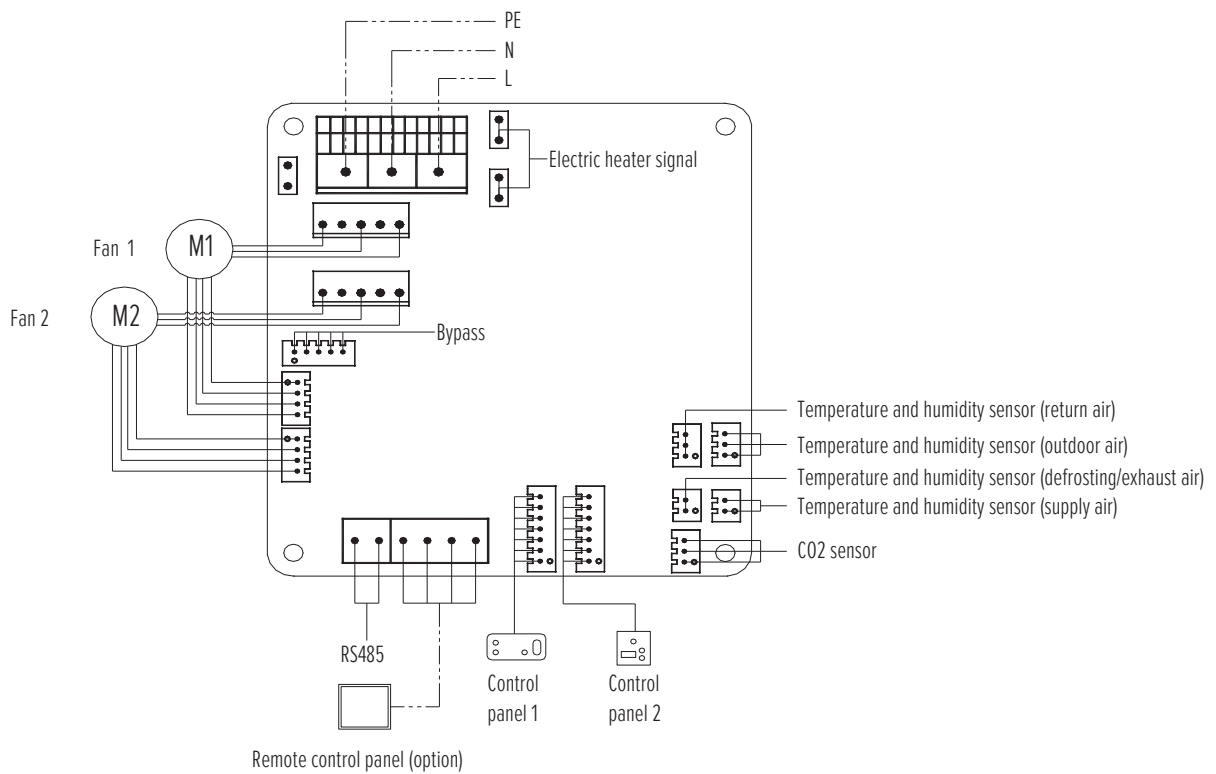 PE
N
L
Electric heater signal
Fan 1
M1
Fan 2
M2
Bypass
Temperature and humidity sensor (return air)
Temperature and humidity sensor (outdoor air)
Temperature and humidity sensor (defrosting/exhaust air)
Temperature and humidity sensor (supply air)
CO2 sensor
RS485
Control
panel 1
Control
panel 2
Remote control panel (option)